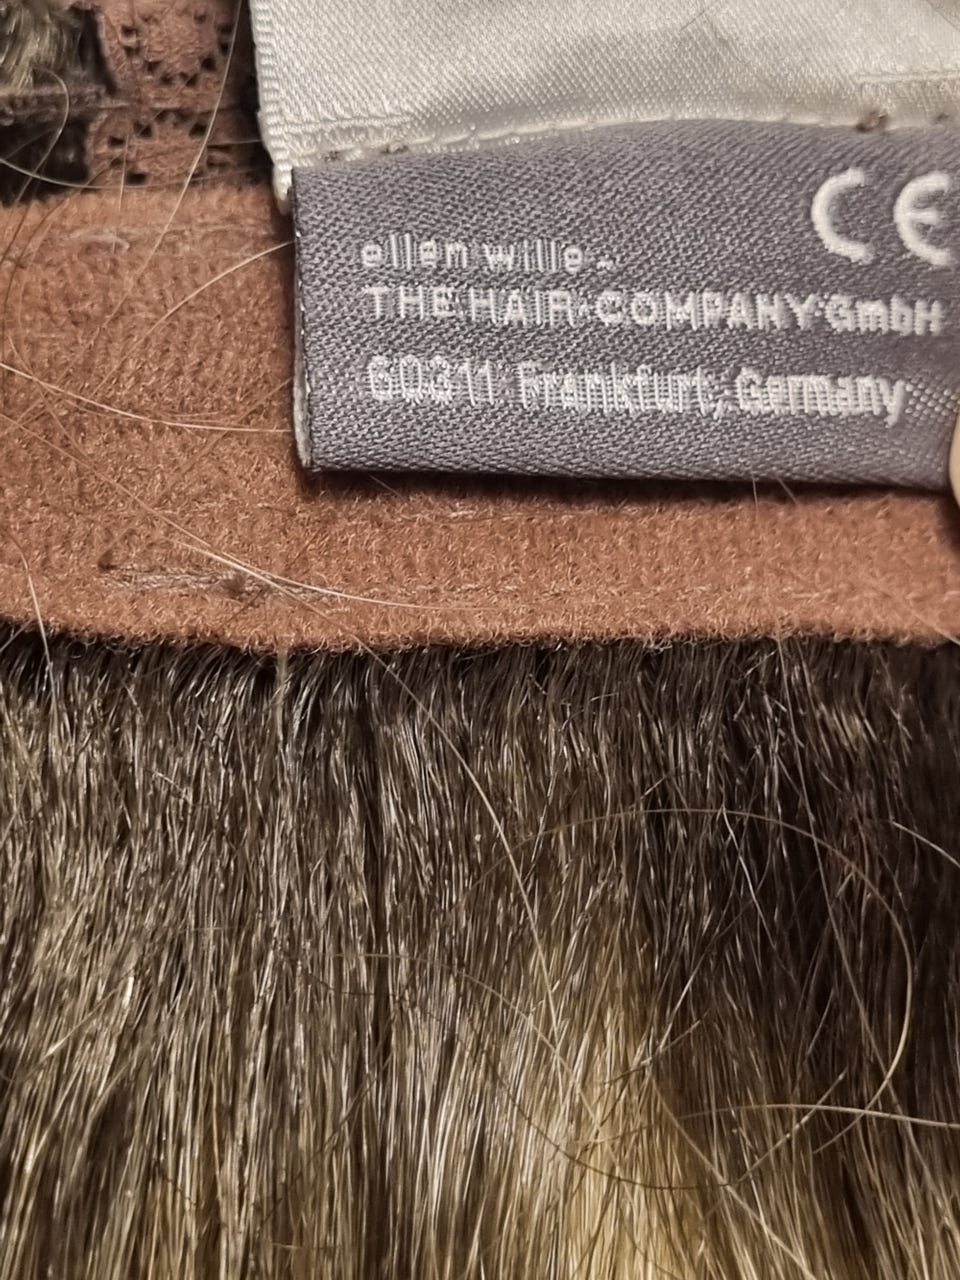 CE
ellen wille -
THE HAIR-COMPANY GmbH
60311 Frankfurt, Germany